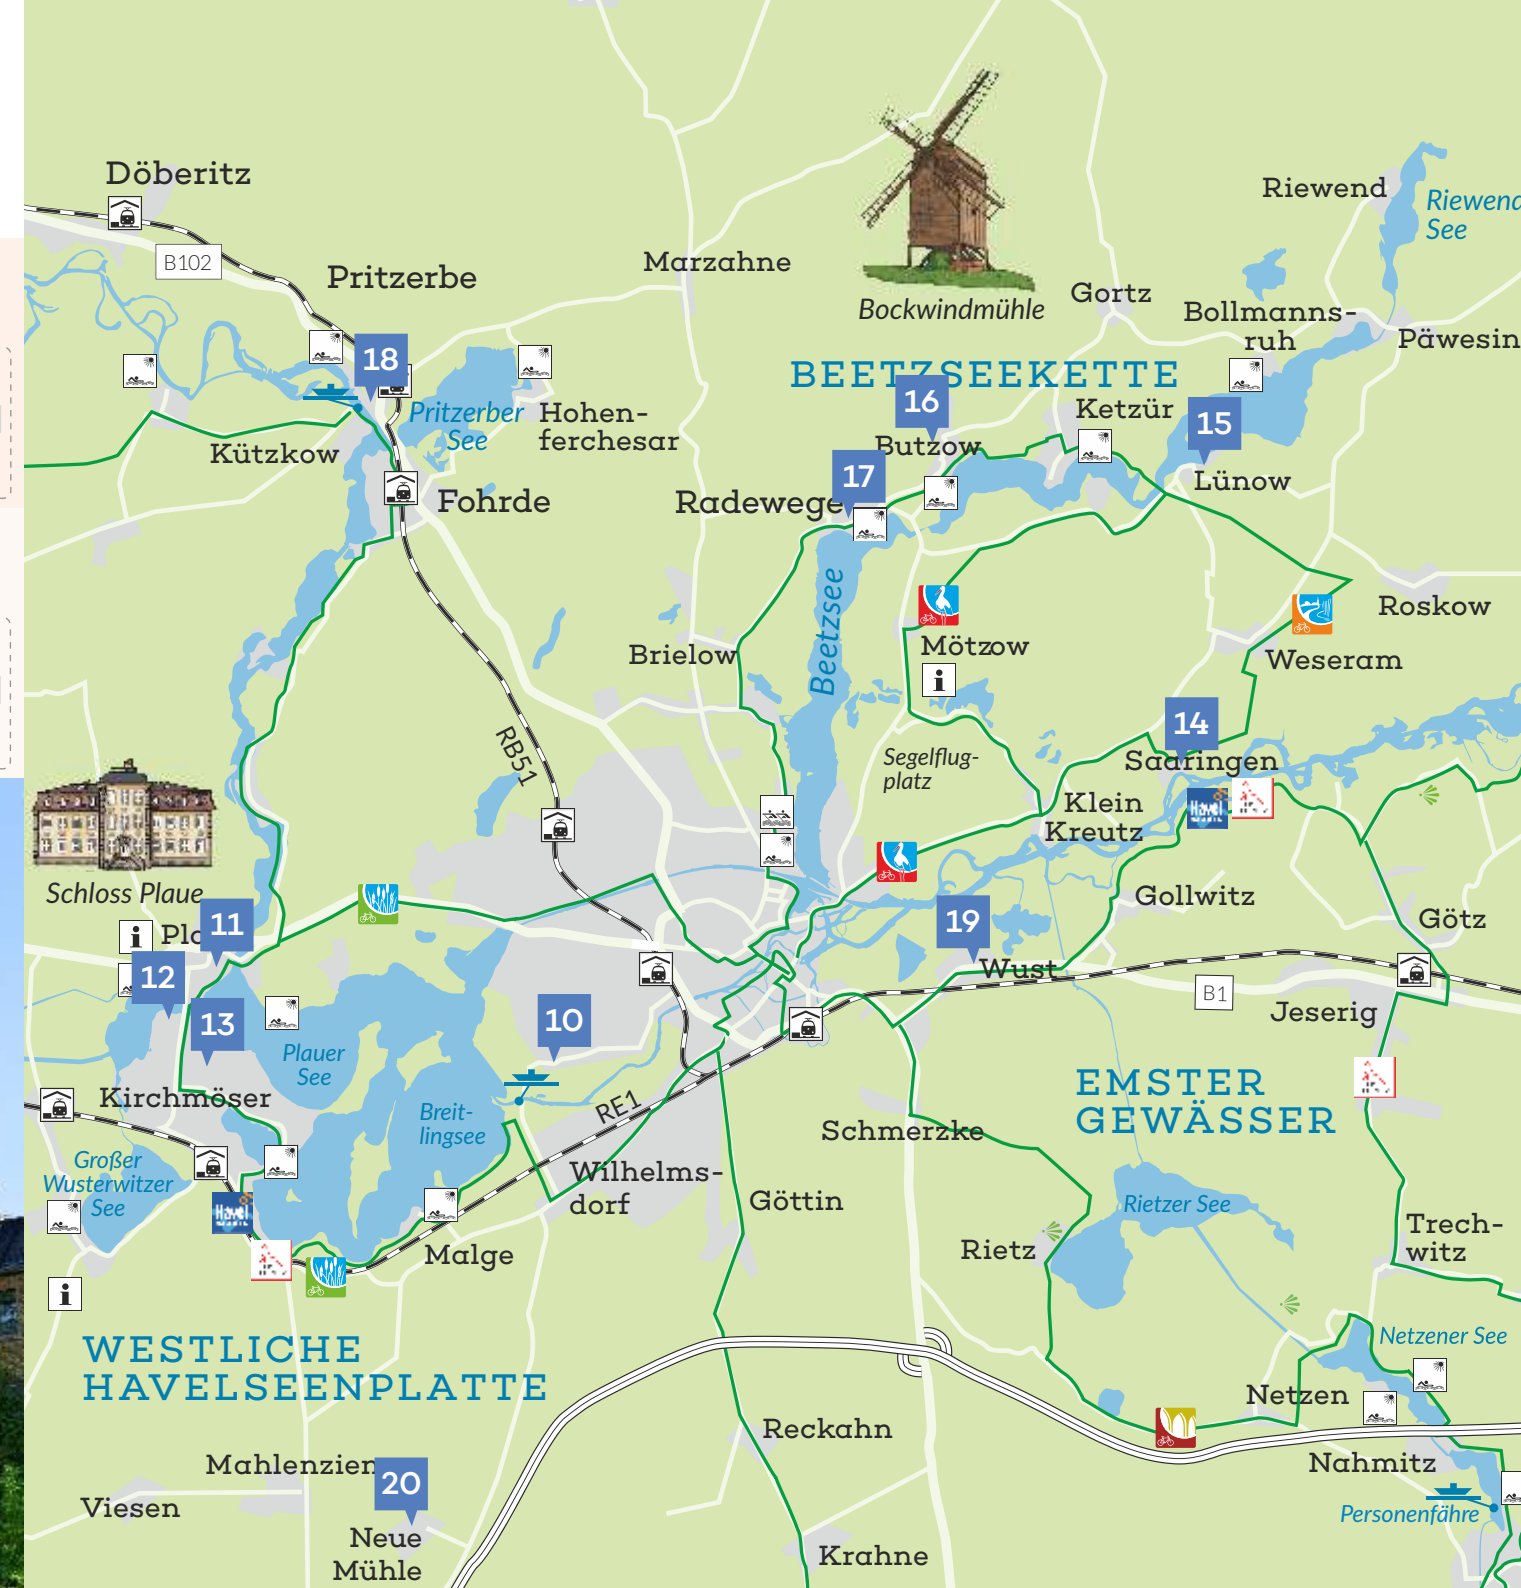 Döberitz
B102
Pritzerbe
18
Pritzerber
See
Hohen-
ferchesar
Kützkow
Fohrde
Marzahne
Bockwindmühle
Gortz
Riewend
See
Bollmanns-
ruh
Päwesin
BEETZSEEKETTE
16
Butzow
Ketzür
15
Lünow
17
Radewege
Beetzsee
Brielow
Mötzow
i
Roskow
Weseram
14
Saaringen
Segelflug-
platz
Klein
Kreutz
Havel
RB51
Schloss Plaue
i
11
12
13
10
Plauer
See
Kirchmöser
Breit-
lingsee
RE1
Großer
Wusterwitzer
See
Havel
i
Wilhelms-
dorf
Malge
Göttin
19
Wust
Gollwitz
Götz
B1
Jeserig
Schmerzke
EMSTER
GEWÄSSER
Rietzer See
Rietz
Trech-
witz
WESTLICHE
HAVELSEENPLATTE
Netzener See
Netzen
Nahmitz
Personenfähre
Reckahn
Krahne
Mahlenzien
20
Viesen
Neue
Mühle